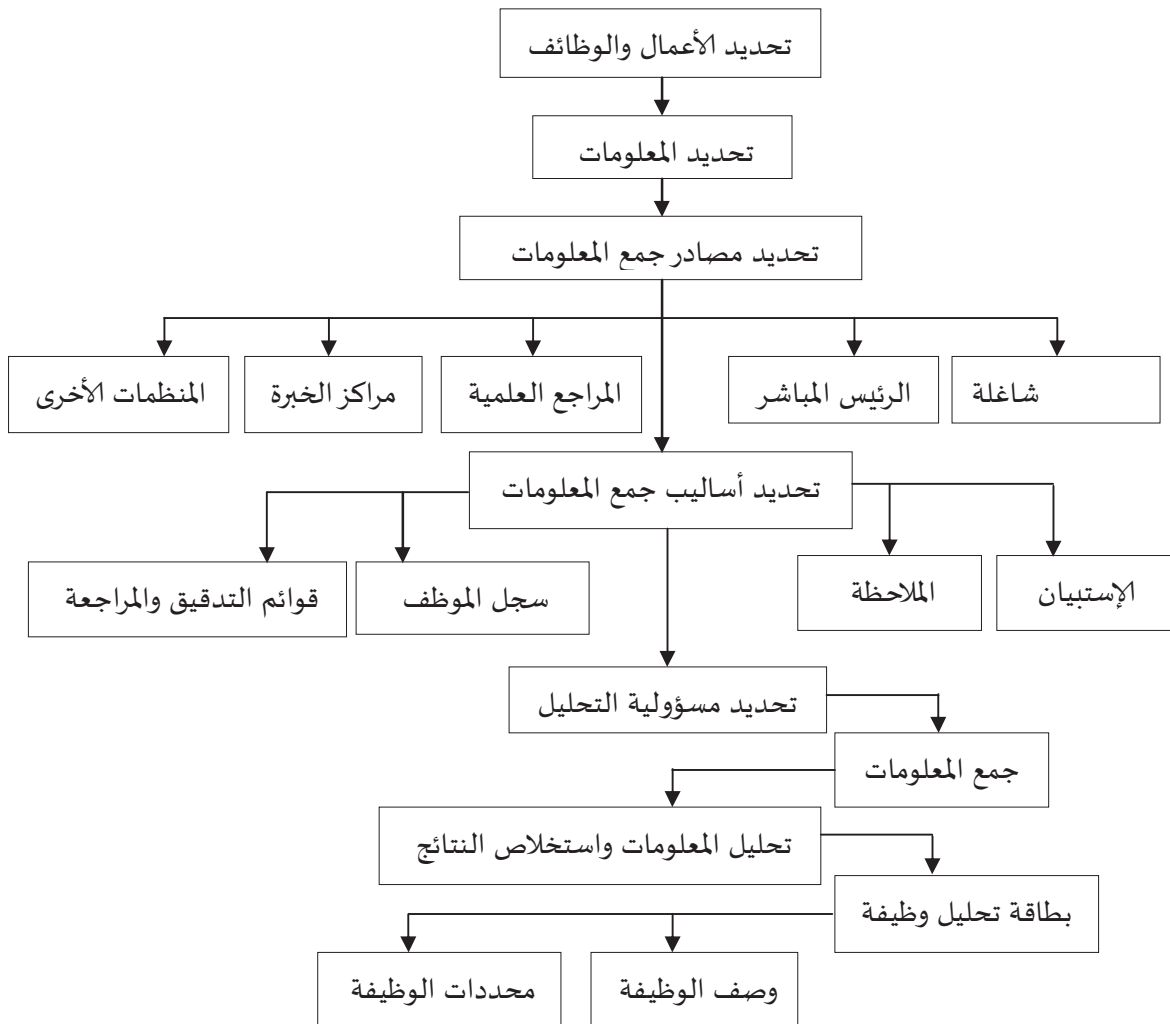 تحديد الأعمال والوظائف
تحديد المعلومات
تحديد مصادر جمع المعلومات
شاغلة
الرئيس المباشر
المراجع العلمية
مراكز الخبرة
المنظمات الأخرى
تحديد أساليب جمع المعلومات
الإستبيان
الملاحظة
سجل الموظف
قوائم التدقيق والمراجعة
تحديد مسؤولية التحليل
جمع المعلومات
تحليل المعلومات واستخلاص النتائج
بطاقة تحليل وظيفة
وصف الوظيفة
محددات الوظيفة